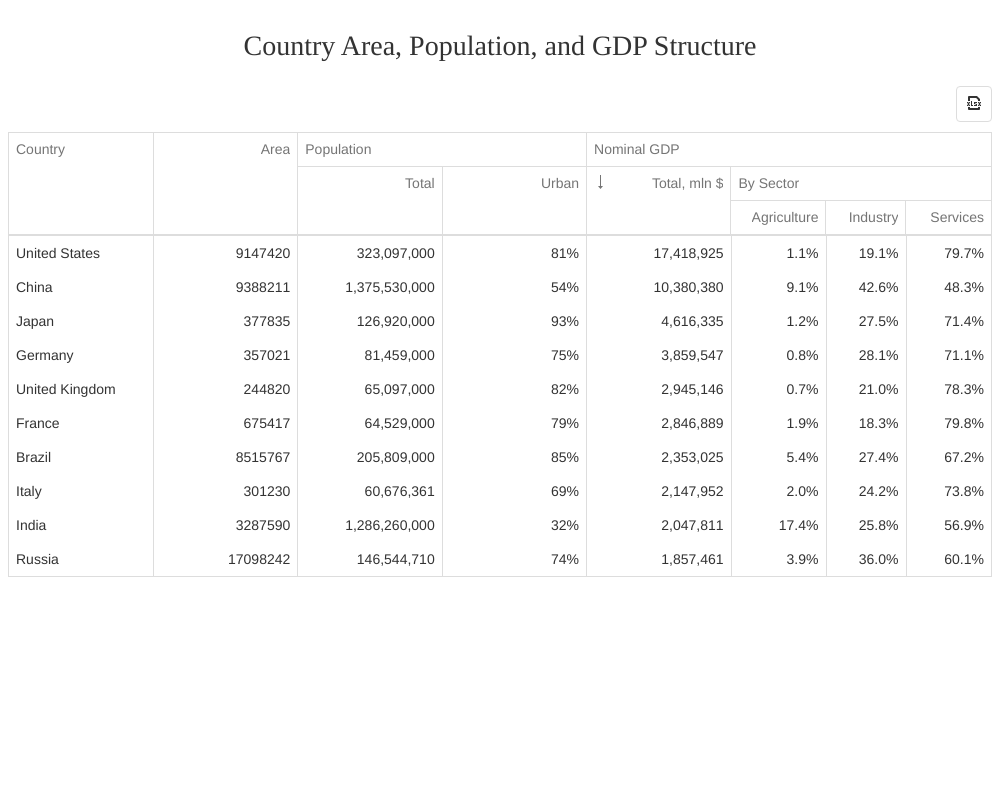 Country Area, Population, and GDP Structure
xlsx
Country Area Population Nominal GDP
Total Urban Total, mln $ By Sector
Agriculture Industry Services
United States 9147420 323,097,000 81% 17,418,925 1.1% 19.1% 79.7%
China 9388211 1,375,530,000 54% 10,380,380 9.1% 42.6% 48.3%
Japan 377835 126,920,000 93% 4,616,335 1.2% 27.5% 71.4%
Germany 357021 81,459,000 75% 3,859,547 0.8% 28.1% 71.1%
United Kingdom 244820 65,097,000 82% 2,945,146 0.7% 21.0% 78.3%
France 675417 64,529,000 79% 2,846,889 1.9% 18.3% 79.8%
Brazil 8515767 205,809,000 85% 2,353,025 5.4% 27.4% 67.2%
Italy 301230 60,676,361 69% 2,147,952 2.0% 24.2% 73.8%
India 3287590 1,286,260,000 32% 2,047,811 17.4% 25.8% 56.9%
Russia 17098242 146,544,710 74% 1,857,461 3.9% 36.0% 60.1%